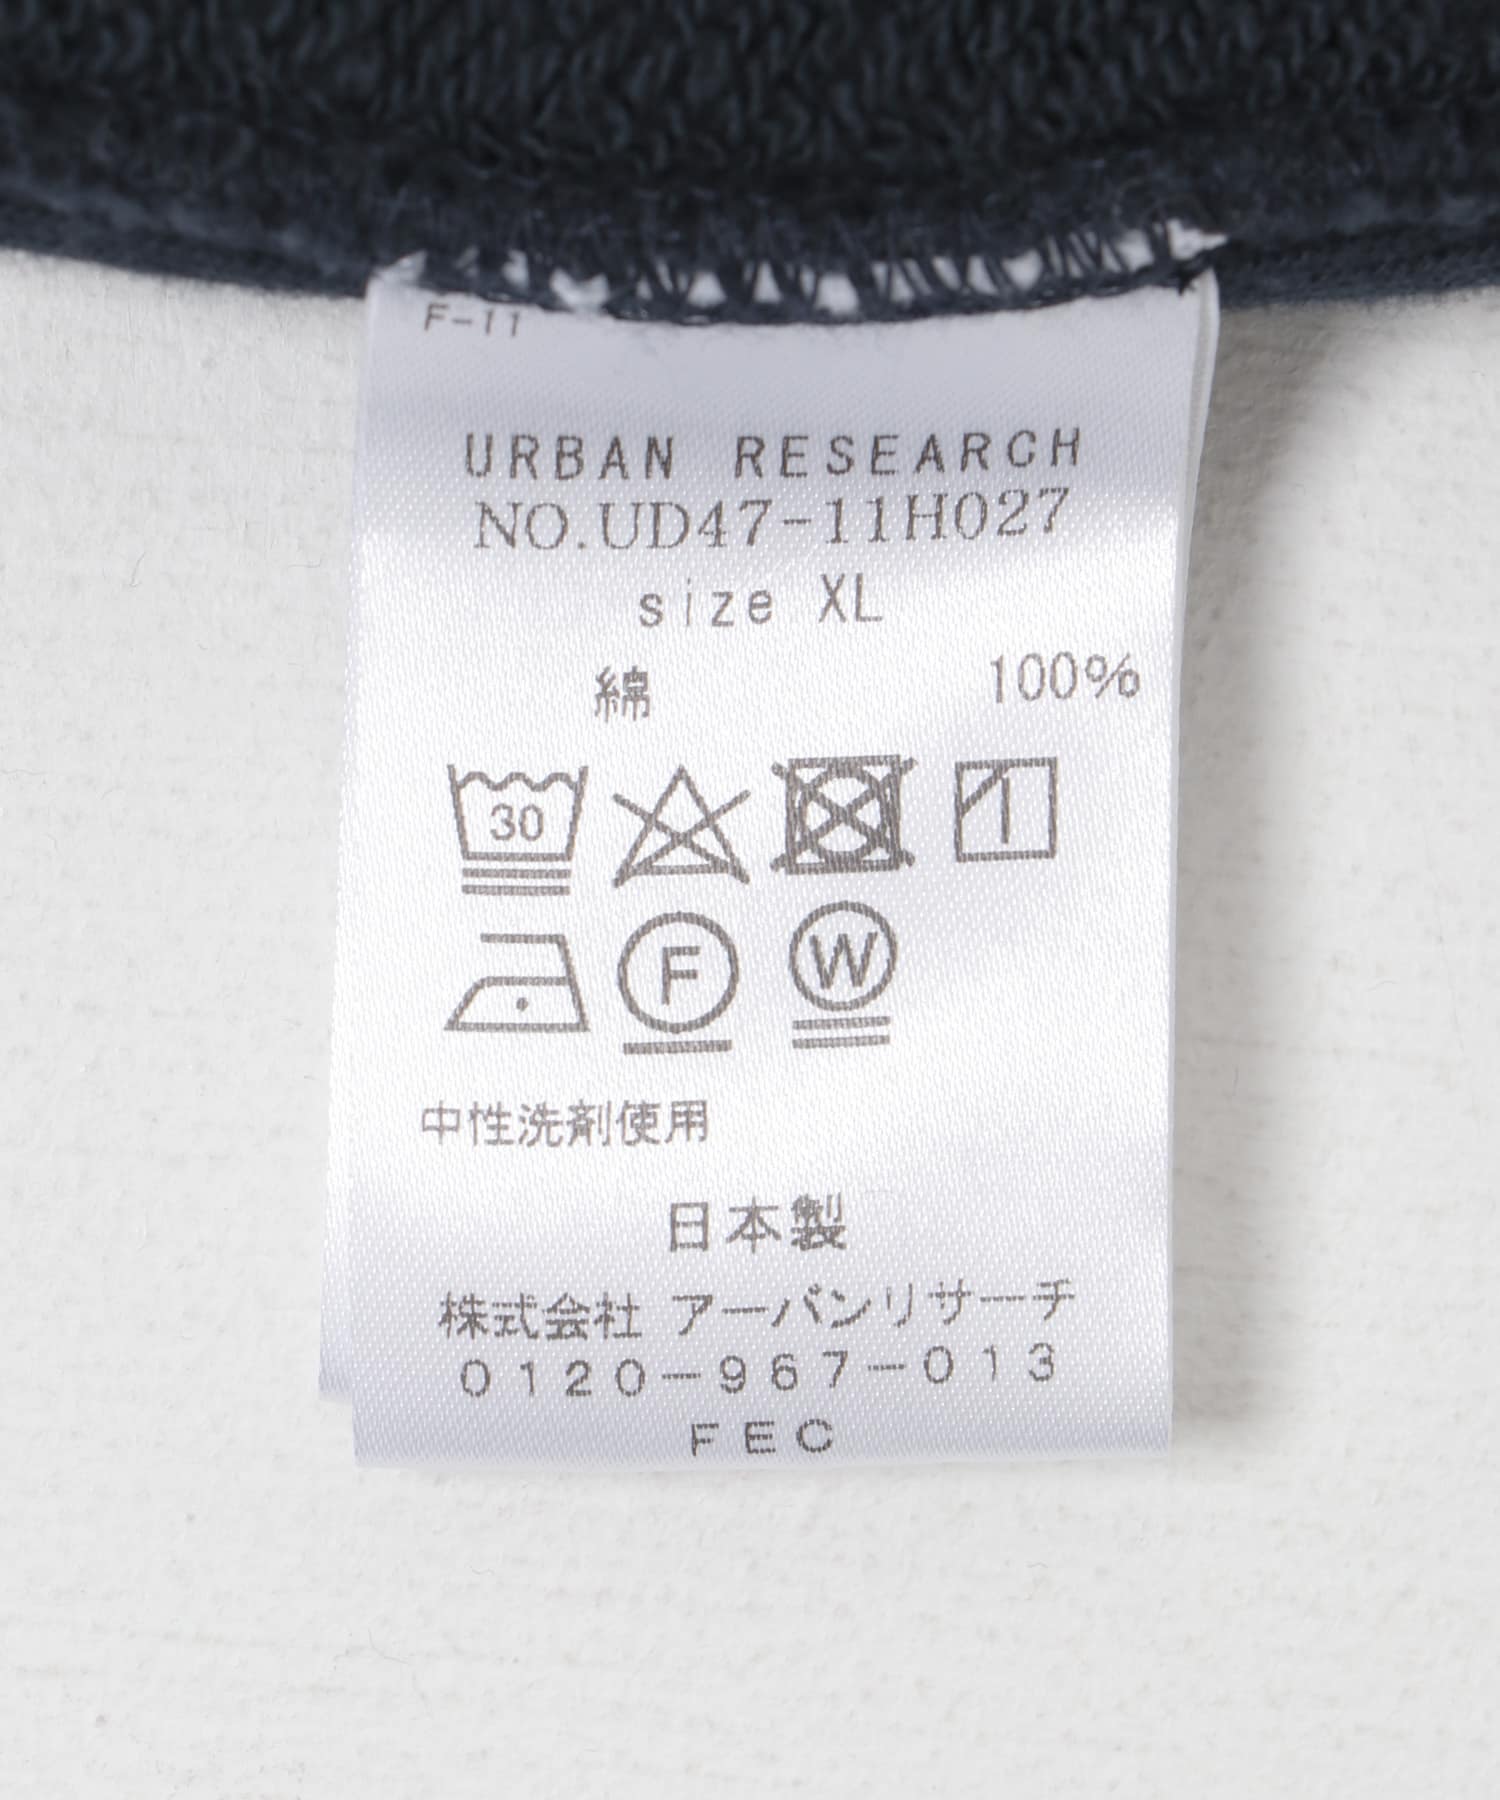 F-11
URBAN RESEARCH
NO.UD47-11H027
size XL
綿 100%
30
F W
中性洗剤使用
日本製
株式会社 アーバンリサーチ
0120-967-013
FEC